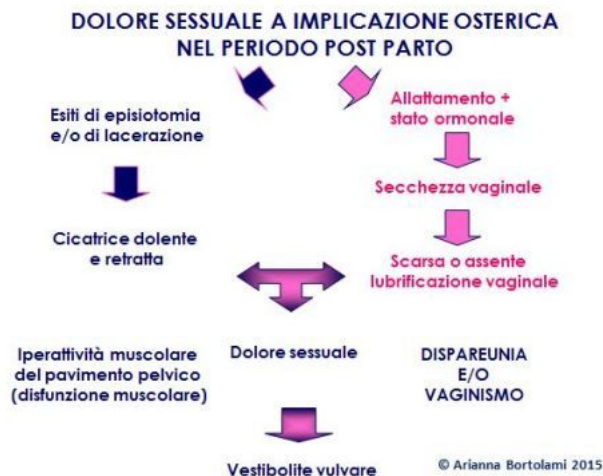 DOLORE SESSUALE A IMPLICAZIONE OSTERICA
NEL PERIODO POST PARTO
Esiti di episiotomia
e/o di lacerazione
Allattamento +
stato ormonale
Secchezza vaginale
Cicatrice dolente
e retratta
Scarsa o assente
lubrificazione vaginale
Iperattività muscolare
del pavimento pelvico
(disfunzione muscolare)
Dolore sessuale
DISPAREUNIA
E/O
VAGINISMO
Vestibolite vulvare
© Arianna Bortolami 2015